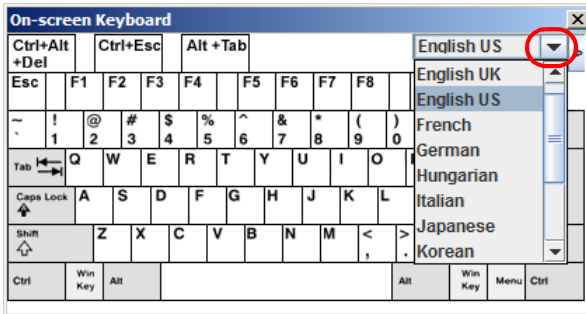 On-screen Keyboard
Ctrl+Alt +Del Ctrl+Esc Alt +Tab English US
Esc F1 F2 F3 F4 F5 F6 F7 F8
~ ! @ # $ % ^ & * ( )
` 1 2 3 4 5 6 7 8 9 0
Tab Q W E R T Y U I O
Caps Lock A S D F G H J K L
Shift Z X C V B N M < >
, .
Ctrl Win Key Alt Alt Win Key Menu Ctrl
English UK
English US
French
German
Hungarian
Italian
Japanese
Korean